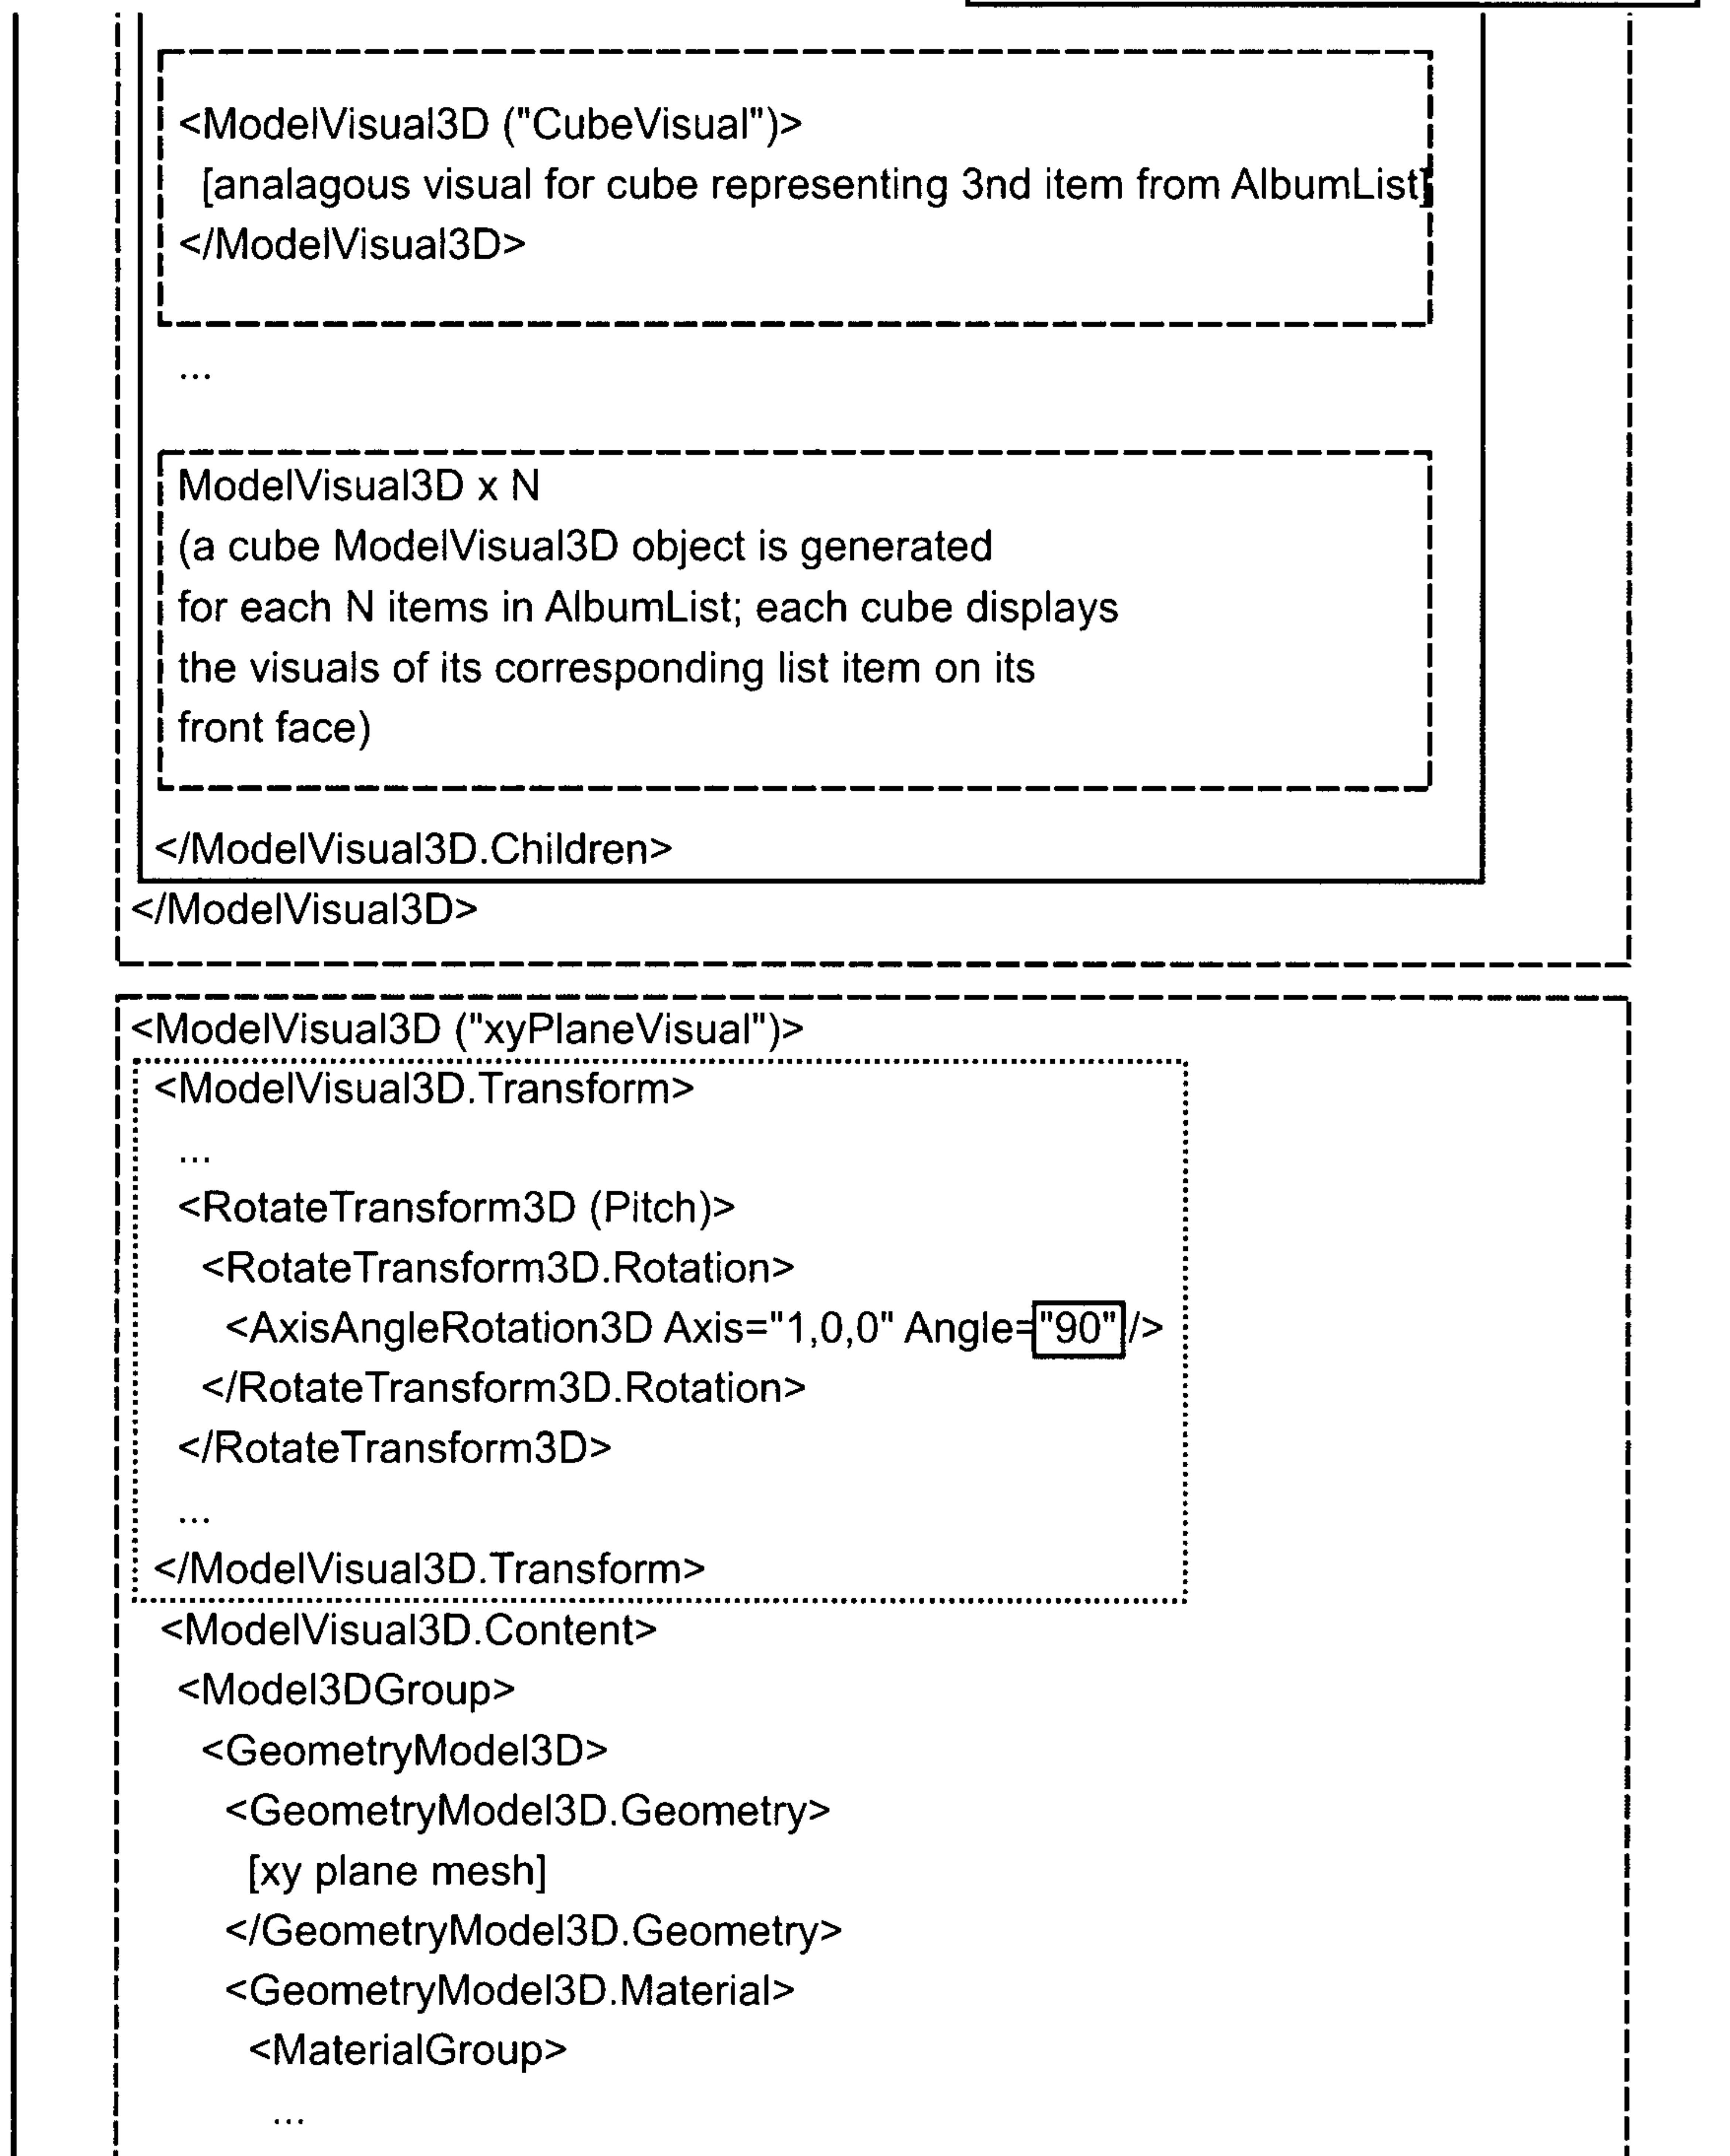 <ModelVisual3D ("CubeVisual")>
[analagous visual for cube representing 3nd item from AlbumList]
</ModelVisual3D>
...
ModelVisual3D x N
(a cube ModelVisual3D object is generated
for each N items in AlbumList; each cube displays
the visuals of its corresponding list item on its
front face)
</ModelVisual3D.Children>
</ModelVisual3D>
<ModelVisual3D ("xyPlaneVisual")>
<ModelVisual3D.Transform>
...
<RotateTransform3D (Pitch)>
<RotateTransform3D.Rotation>
<AxisAngleRotation3D Axis="1,0,0" Angle="90"/>
</RotateTransform3D.Rotation>
</RotateTransform3D>
...
</ModelVisual3D.Transform>
<ModelVisual3D.Content>
<Model3DGroup>
<GeometryModel3D>
<GeometryModel3D.Geometry>
[xy plane mesh]
</GeometryModel3D.Geometry>
<GeometryModel3D.Material>
<MaterialGroup>
...